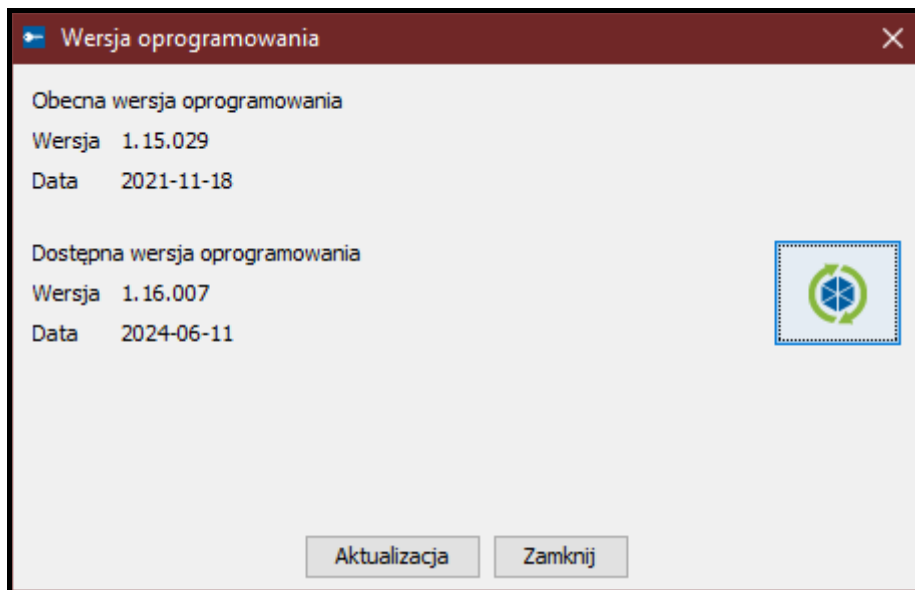 Wersja oprogramowania
Obecna wersja oprogramowania
Wersja 1.15.029
Data 2021-11-18
Dostępna wersja oprogramowania
Wersja 1.16.007
Data 2024-06-11
Aktualizacja Zamknij